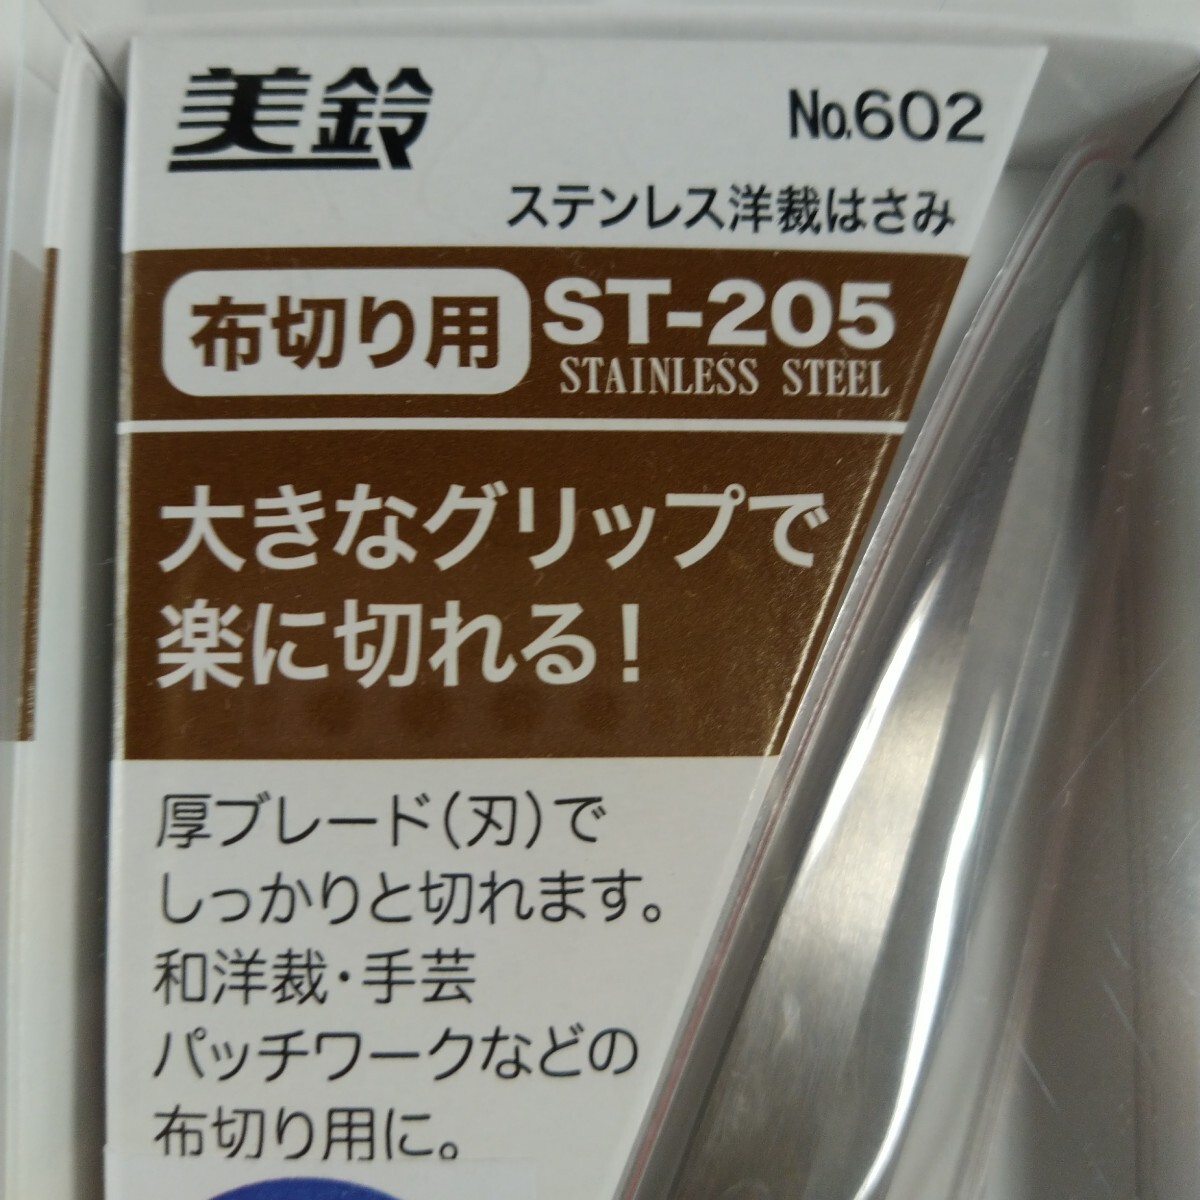 美鈴
No.602
ステンレス洋裁はさみ
布切り用
ST-205
STAINLESS STEEL
大きなグリップで
楽に切れる!
厚ブレード(刃)で
しっかりと切れます。
和洋裁・手芸
パッチワークなどの
布切り用に。